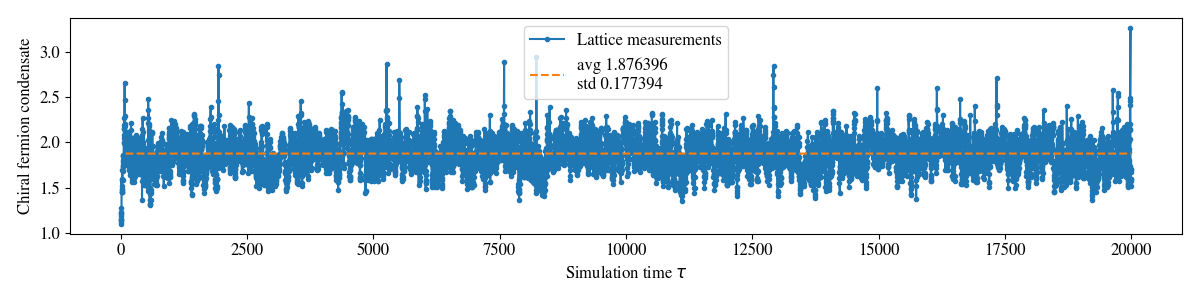 Chiral fermion condensate
3.0
2.5
2.0
1.5
1.0
Lattice measurements
avg 1.876396
std 0.177394
0 2500 5000 7500 10000 12500 15000 17500 20000
Simulation time τ